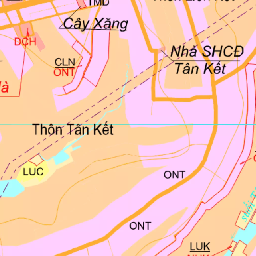 TMD
Cây Xăng
DCH
Nhà SHCĐ
Tân Kết
CLN
ONT
Thôn Tân Kết
LUC
ONT
ONT
LUK